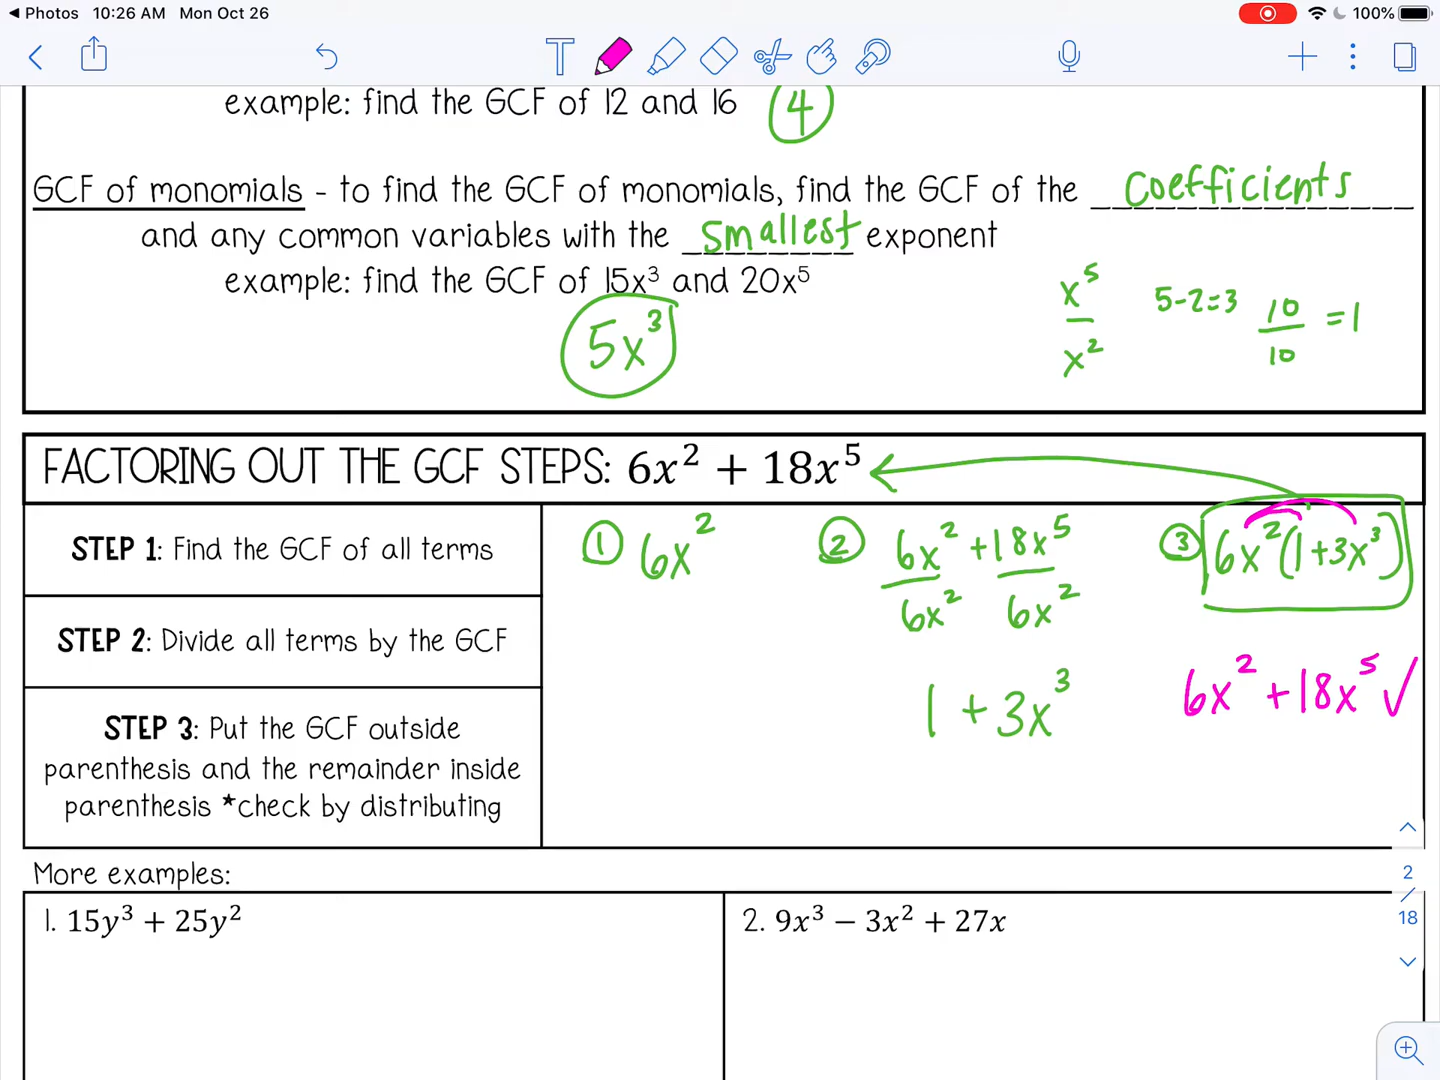 Photos 10:26 AM Mon Oct 26 100%
example: find the GCF of 12 and 16 4
GCF of monomials - to find the GCF of monomials, find the GCF of the coefficients
and any common variables with the smallest exponent
example: find the GCF of 15x³ and 20x⁵
5x³
x⁵/x² 5-2=3 10/10 =1
FACTORING OUT THE GCF STEPS: 6x² + 18x⁵
STEP 1: Find the GCF of all terms
① 6x²
② 6x²/6x² + 18x⁵/6x²
③ 6x²(1+3x³)
STEP 2: Divide all terms by the GCF
1 + 3x³
6x² + 18x⁵ ✓
STEP 3: Put the GCF outside
parenthesis and the remainder inside
parenthesis *check by distributing
More examples:
1. 15y³ + 25y²
2. 9x³ − 3x² + 27x
2
/
18